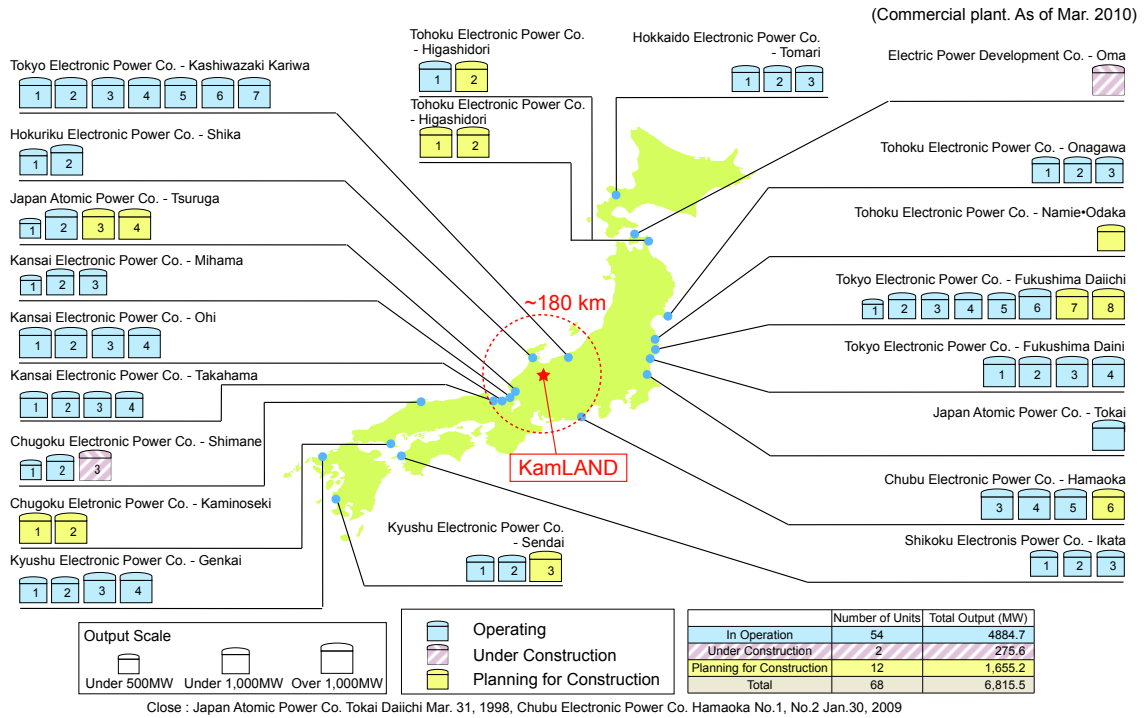 (Commercial plant. As of Mar. 2010)
Tokyo Electronic Power Co. - Kashiwazaki Kariwa
1 2 3 4 5 6 7
Hokuriku Electronic Power Co. - Shika
1 2
Japan Atomic Power Co. - Tsuruga
1 2 3 4
Kansai Electronic Power Co. - Mihama
1 2 3
Kansai Electronic Power Co. - Ohi
1 2 3 4
Kansai Electronic Power Co. - Takahama
1 2 3 4
Chugoku Electronic Power Co. - Shimane
1 2 3
Chugoku Eletronic Power Co. - Kaminoseki
1 2
Kyushu Electronic Power Co. - Genkai
1 2 3 4
Tohoku Electronic Power Co.
- Higashidori
1 2
Tohoku Electronic Power Co.
- Higashidori
1 2
Hokkaido Electronic Power Co.
- Tomari
1 2 3
Electric Power Development Co. - Oma
Tohoku Electronic Power Co. - Onagawa
1 2 3
Tohoku Electronic Power Co. - Namie•Odaka
Tokyo Electronic Power Co. - Fukushima Daiichi
1 2 3 4 5 6 7 8
Tokyo Electronic Power Co. - Fukushima Daini
1 2 3 4
Japan Atomic Power Co. - Tokai
Chubu Electronic Power Co. - Hamaoka
3 4 5 6
Shikoku Electronis Power Co. - Ikata
1 2 3
~180 km
KamLAND
Kyushu Electronic Power Co.
- Sendai
1 2 3
Output Scale
Under 500MW Under 1,000MW Over 1,000MW
Operating
Under Construction
Planning for Construction
Number of Units Total Output (MW)
In Operation 54 4884.7
Under Construction 2 275.6
Planning for Construction 12 1,655.2
Total 68 6,815.5
Close : Japan Atomic Power Co. Tokai Daiichi Mar. 31, 1998, Chubu Electronic Power Co. Hamaoka No.1, No.2 Jan.30, 2009